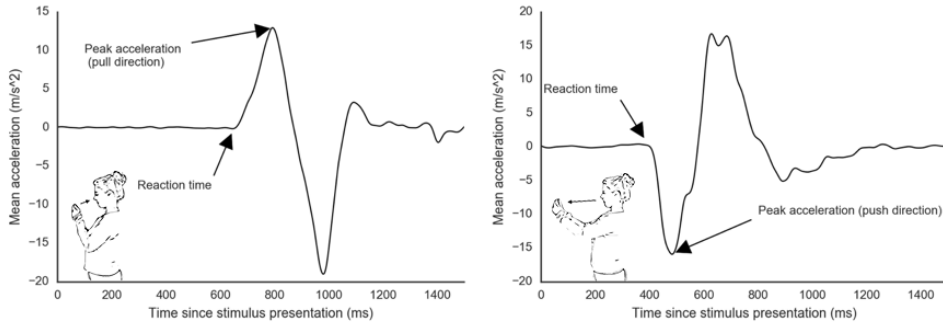 15
10
5
0
−5
−10
−15
−20
Mean acceleration (m/s^2)
Peak acceleration
(pull direction)
Reaction time
0 200 400 600 800 1000 1200 1400
Time since stimulus presentation (ms)
20
15
10
5
0
−5
−10
−15
−20
Mean acceleration (m/s^2)
Reaction time
Peak acceleration (push direction)
0 200 400 600 800 1000 1200 1400
Time since stimulus presentation (ms)